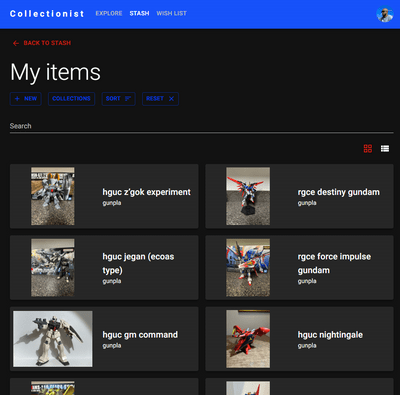 Collectionist EXPLORE STASH WISH LIST
BACK TO STASH
My items
NEW COLLECTIONS SORT RESET
Search
hguc z'gok experiment
gunpla
rgce destiny gundam
gunpla
hguc jegan (ecoas
type)
gunpla
rgce force impulse
gundam
gunpla
hguc gm command
gunpla
hguc nightingale
gunpla